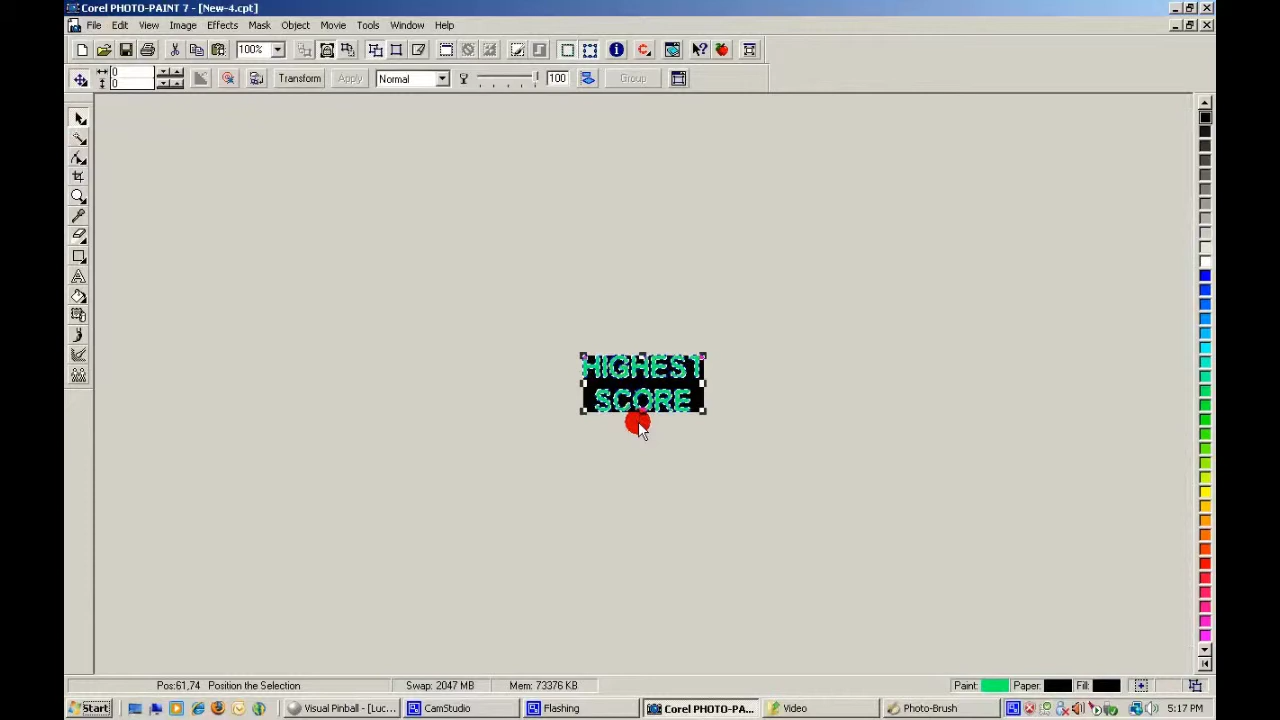 Corel PHOTO-PAINT 7 - [New-4.cpt]
File Edit View Image Effects Mask Object Movie Tools Window Help
100%
0
0
Transform Apply Normal 100 Group
HIGHEST
SCORE
Pos:61,74 Position the Selection Swap: 2047 MB Mem: 73376 KB Paint: Paper: Fill:
Start Visual Pinball - [Luc... CamStudio Flashing Corel PHOTO-PA... Video Photo-Brush 5:17 PM